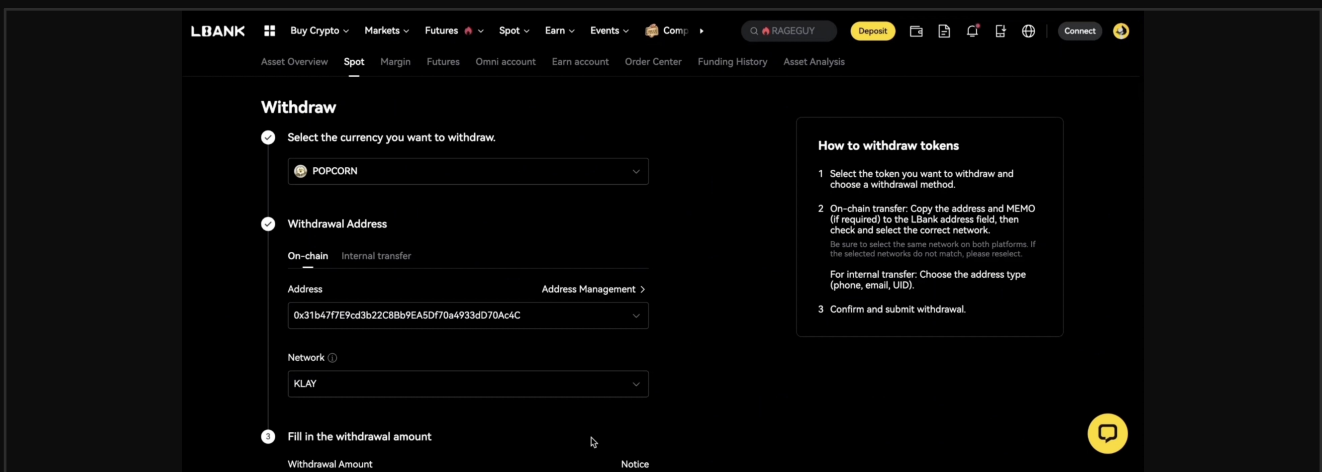 LBANK Buy Crypto Markets Futures Spot Earn Events Comp RAGEGUY Deposit Connect
Asset Overview Spot Margin Futures Omni account Earn account Order Center Funding History Asset Analysis
Withdraw
Select the currency you want to withdraw.
POPCORN
Withdrawal Address
On-chain Internal transfer
Address Address Management >
0x31b47f7E9cd3b22C8Bb9EA5Df70a4933dD70Ac4C
Network
KLAY
3 Fill in the withdrawal amount
Withdrawal Amount Notice
How to withdraw tokens
1 Select the token you want to withdraw and
choose a withdrawal method.
2 On-chain transfer: Copy the address and MEMO
(if required) to the LBank address field, then
check and select the correct network.
Be sure to select the same network on both platforms. If
the selected networks do not match, please reselect.
For internal transfer: Choose the address type
(phone, email, UID).
3 Confirm and submit withdrawal.